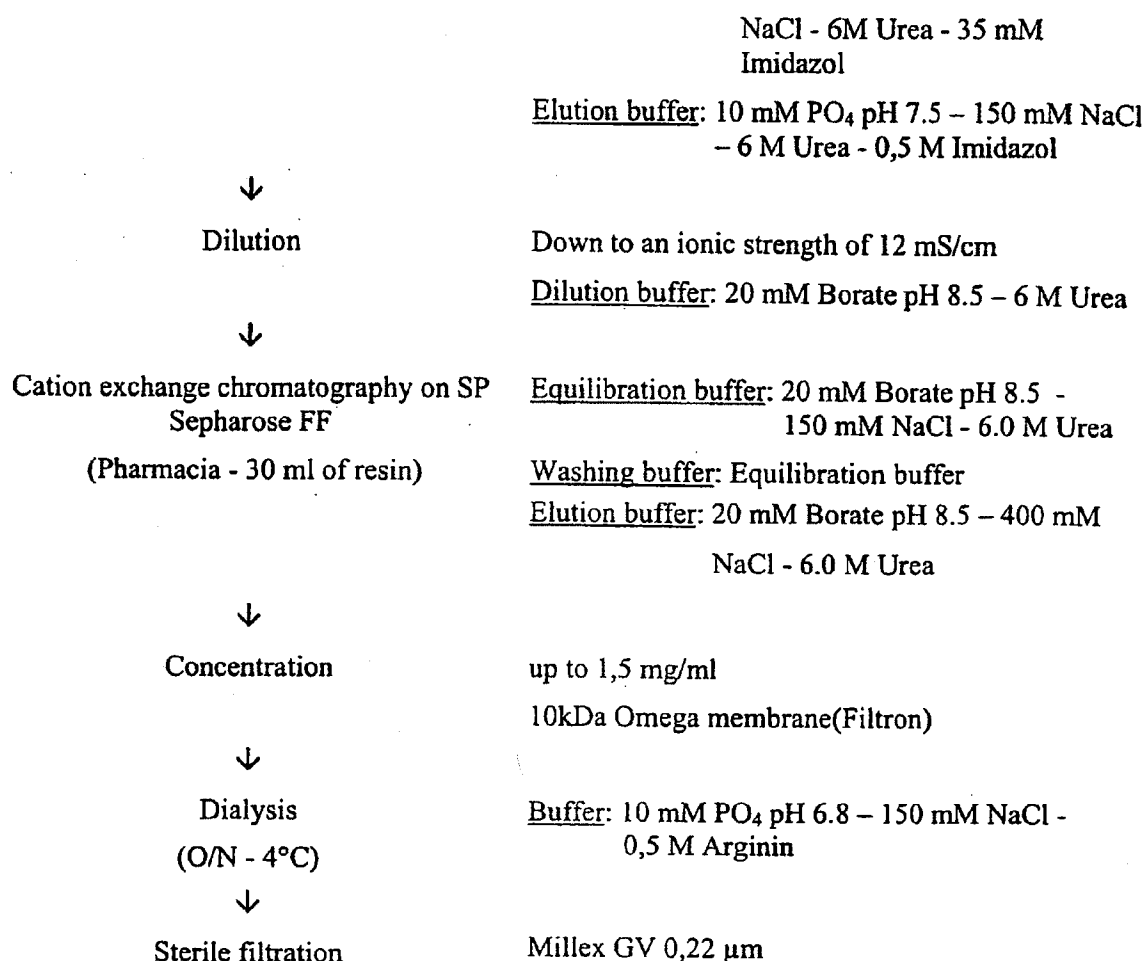 NaCl - 6M Urea - 35 mM
Imidazol
Elution buffer: 10 mM PO₄ pH 7.5 – 150 mM NaCl
– 6 M Urea - 0,5 M Imidazol
↓
Dilution
Down to an ionic strength of 12 mS/cm
Dilution buffer: 20 mM Borate pH 8.5 – 6 M Urea
↓
Cation exchange chromatography on SP
Sepharose FF
(Pharmacia - 30 ml of resin)
Equilibration buffer: 20 mM Borate pH 8.5 -
150 mM NaCl - 6.0 M Urea
Washing buffer: Equilibration buffer
Elution buffer: 20 mM Borate pH 8.5 – 400 mM
NaCl - 6.0 M Urea
↓
Concentration
up to 1,5 mg/ml
10kDa Omega membrane(Filtron)
↓
Dialysis
(O/N - 4°C)
Buffer: 10 mM PO₄ pH 6.8 – 150 mM NaCl -
0,5 M Arginin
↓
Sterile filtration
Millex GV 0,22 µm